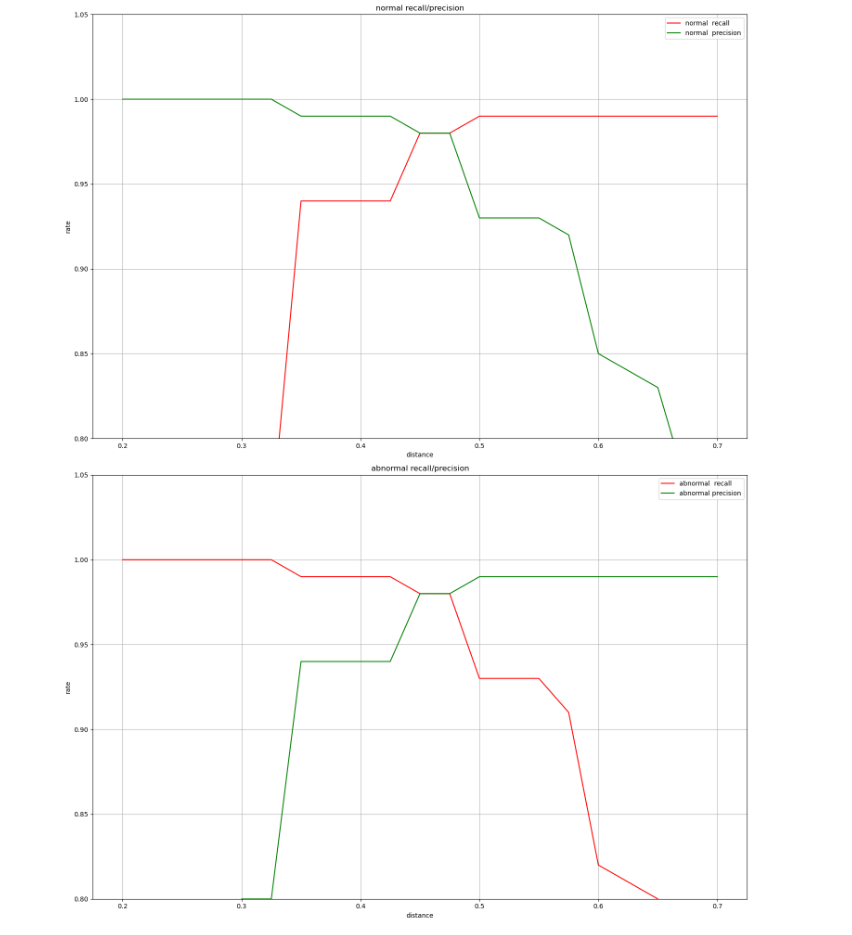 normal recall/precision
1.05
1.00
0.95
0.90
0.85
0.80
rate
normal  recall
normal  precision
0.2 0.3 0.4 0.5 0.6 0.7
distance
abnormal recall/precision
1.05
1.00
0.95
0.90
0.85
0.80
rate
abnormal  recall
abnormal precision
0.2 0.3 0.4 0.5 0.6 0.7
distance